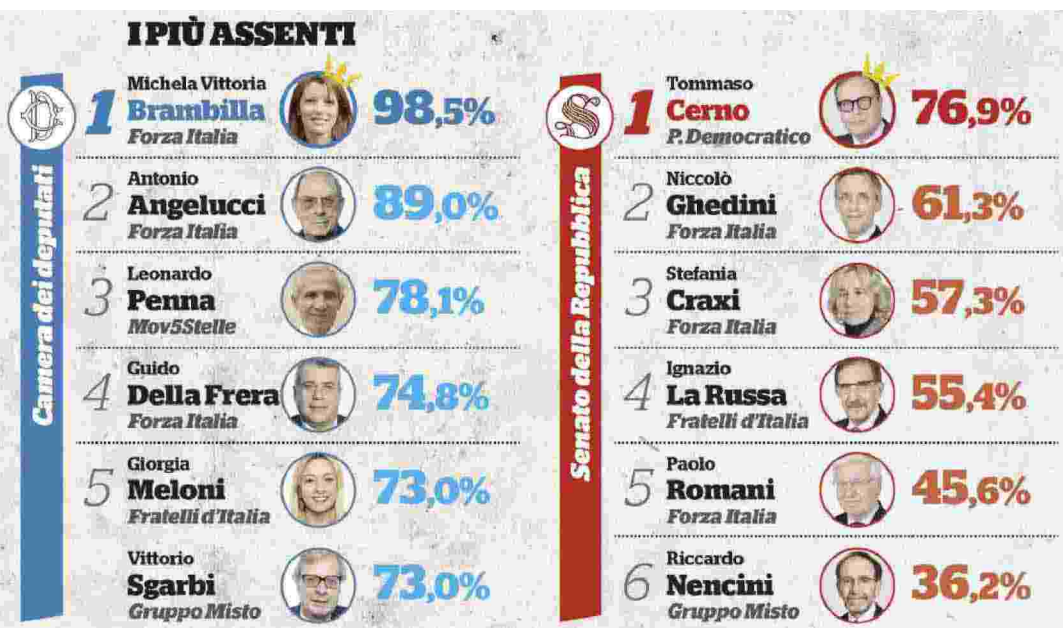 I PIÙ ASSENTI
Camera dei deputati
1
Michela Vittoria
Brambilla
Forza Italia
98,5%
2
Antonio
Angelucci
Forza Italia
89,0%
3
Leonardo
Penna
Mov5Stelle
78,1%
4
Guido
Della Frera
Forza Italia
74,8%
5
Giorgia
Meloni
Fratelli d'Italia
73,0%
Vittorio
Sgarbi
Gruppo Misto
73,0%
Senato della Repubblica
1
Tommaso
Cerno
P.Democratico
76,9%
2
Niccolò
Ghedini
Forza Italia
61,3%
3
Stefania
Craxi
Forza Italia
57,3%
4
Ignazio
La Russa
Fratelli d'Italia
55,4%
5
Paolo
Romani
Forza Italia
45,6%
6
Riccardo
Nencini
Gruppo Misto
36,2%